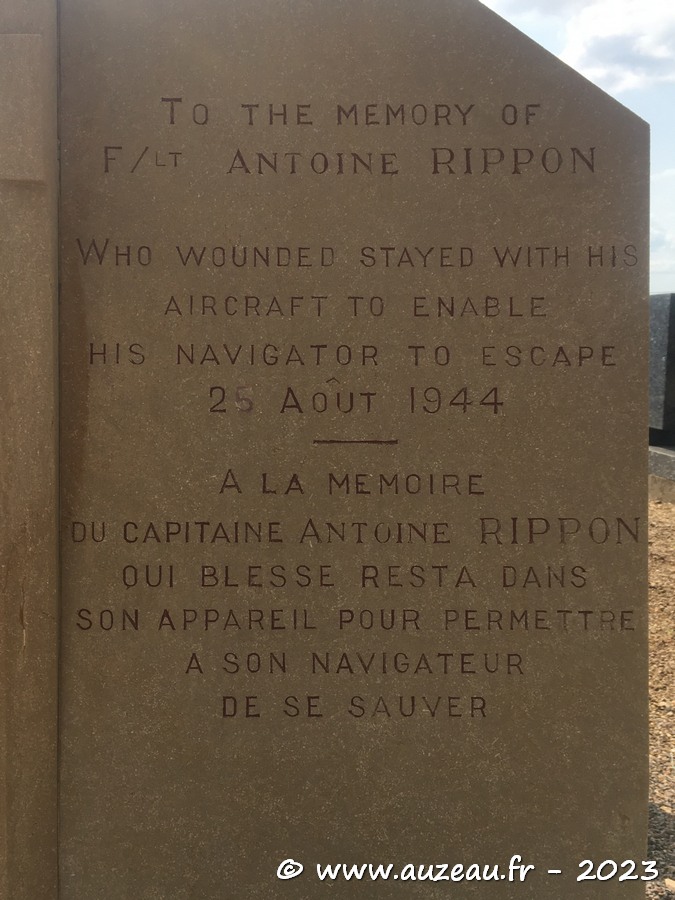 To THE MEMORY OF
F/LT ANTOINE RIPPON
WHO WOUNDED STAYED WITH HIS
AIRCRAFT TO ENABLE
HIS NAVIGATOR TO ESCAPE
25 AOÛT 1944
A LA MEMOIRE
DU CAPITAINE ANTOINE RIPPON
QUI BLESSE RESTA DANS
SON APPAREIL POUR PERMETTRE
A SON NAVIGATEUR
DE SE SAUVER
© www.auzeau.fr - 2023